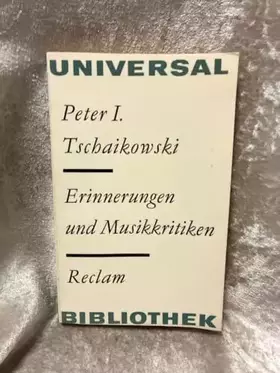 UNIVERSAL
Peter I.
Tschaikowski
Erinnerungen
und Musikkritiken
Reclam
BIBLIOTHEK